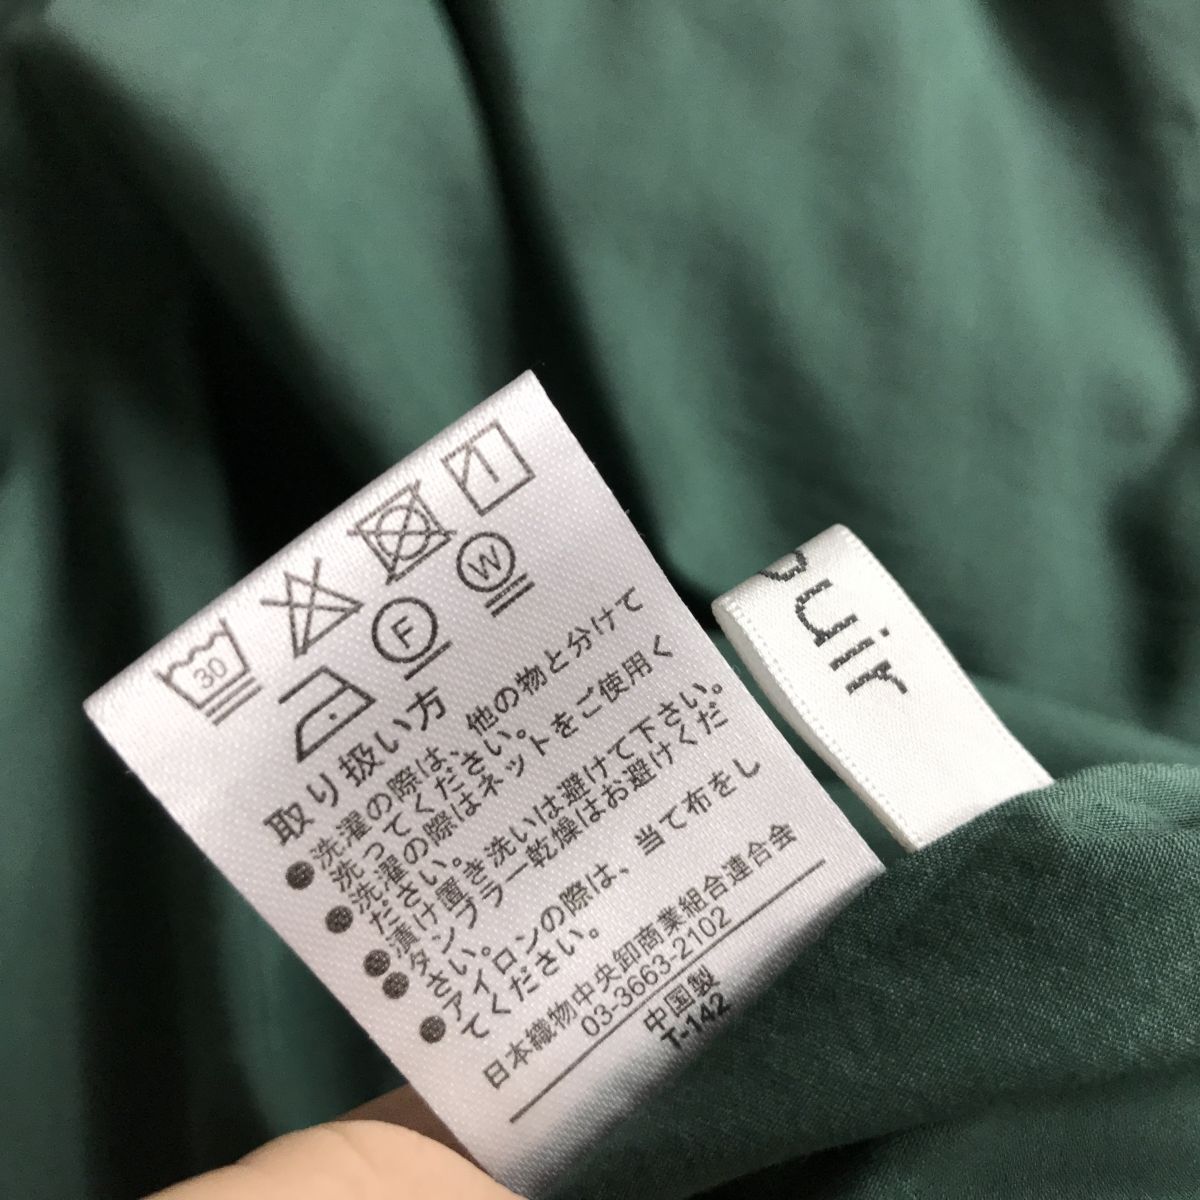 30
F
W
取り扱い方
●洗濯の際は、他の物と分けて
洗ってください。
●洗濯の際はネットをご使用く
ださい。
●漬け置き洗いは避けて下さい。
●タンブラー乾燥はお避けくだ
さい。
●アイロンの際は、当て布をし
てください。
日本織物中央卸商業組合連合会
03-3663-2102
中国製
T-142
ouir